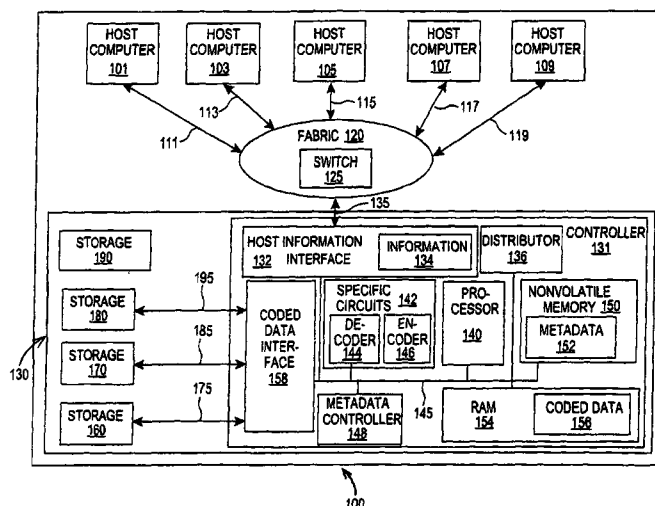 HOST COMPUTER 101
HOST COMPUTER 103
HOST COMPUTER 105
HOST COMPUTER 107
HOST COMPUTER 109
111
113
115
117
119
FABRIC 120
SWITCH 125
135
STORAGE 190
STORAGE 180
STORAGE 170
STORAGE 160
195
185
175
130
HOST INFORMATION INTERFACE 132
INFORMATION 134
DISTRIBUTOR 136
CONTROLLER 131
CODED DATA INTER-FACE 158
SPECIFIC CIRCUITS 142
DE-CODER 144
EN-CODER 146
PRO-CESSOR 140
NONVOLATILE MEMORY 150
METADATA 152
145
METADATA CONTROLLER 148
RAM 154
CODED DATA 156
100